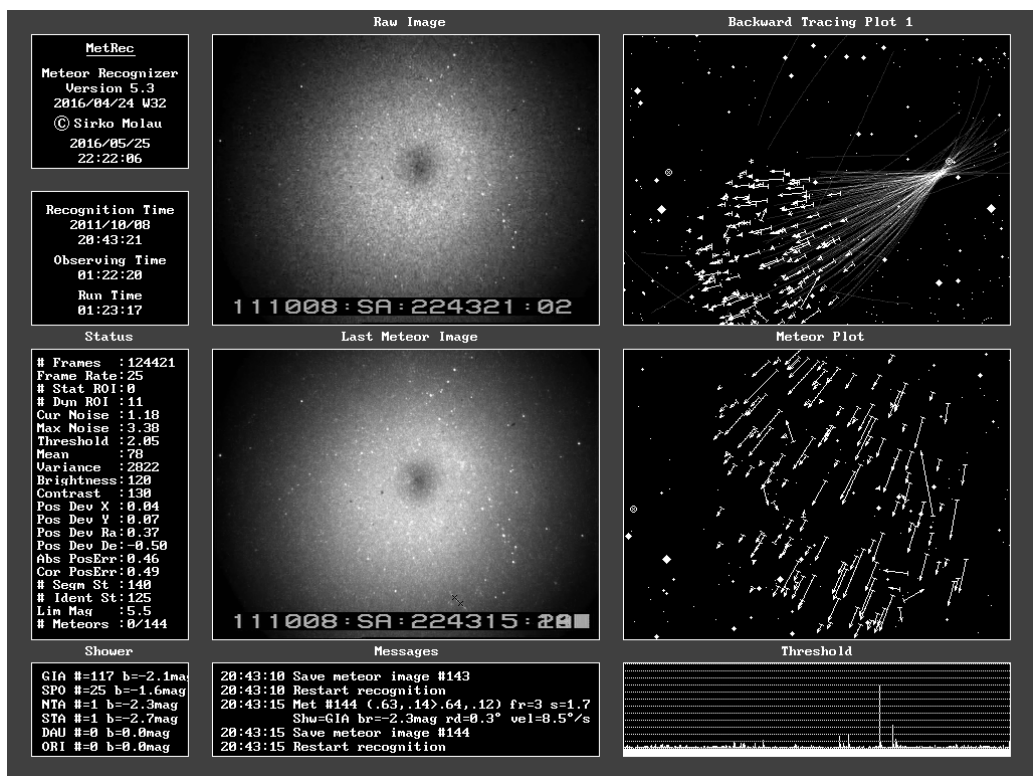 Raw Image
Backward Tracing Plot 1
MetRec
Meteor Recognizer
Version 5.3
2016/04/24 W32
© Sirko Molau
2016/05/25
22:22:06
Recognition Time
2011/10/08
20:43:21
Observing Time
01:22:20
Run Time
01:23:17
111008:SA:224321:02
Status
Last Meteor Image
Meteor Plot
# Frames :124421
Frame Rate:25
# Stat ROI:0
# Dyn ROI :11
Cur Noise :1.18
Max Noise :3.38
Threshold :2.05
Mean :78
Variance :2822
Brightness:120
Contrast :130
Pos Dev X :0.04
Pos Dev Y :0.07
Pos Dev Ra:0.37
Pos Dev De:-0.50
Abs PosErr:0.46
Cor PosErr:0.49
# Segm St :140
# Ident St:125
Lim Mag :5.5
# Meteors :0/144
111008:SA:224315:
Shower
Messages
Threshold
GIA #=117 b=-2.1ma
SPO #=25 b=-1.6mag
NTA #=1 b=-2.3mag
STA #=1 b=-2.7mag
DAU #=0 b=0.0mag
ORI #=0 b=0.0mag
20:43:10 Save meteor image #143
20:43:10 Restart recognition
20:43:15 Met #144 (.63,.14>.64,.12) fr=3 s=1.7
Shw=GIA br=-2.3mag rd=0.3° vel=8.5°/s
20:43:15 Save meteor image #144
20:43:15 Restart recognition